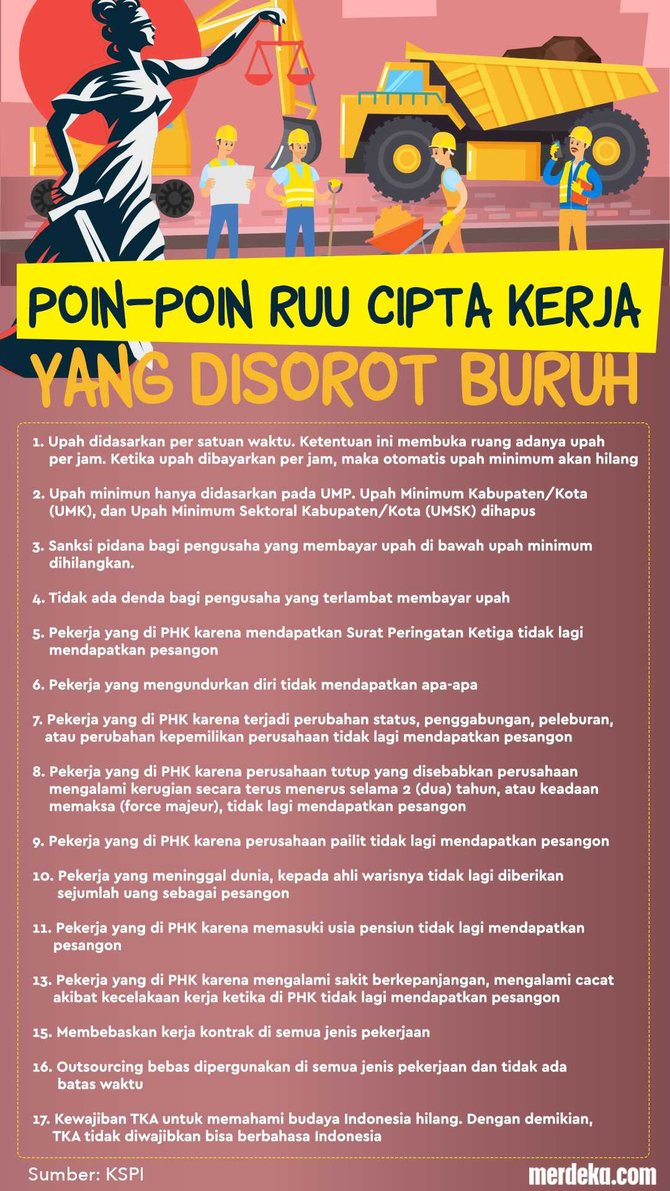 POIN-POIN RUU CIPTA KERJA
YANG DISOROT BURUH
1. Upah didasarkan per satuan waktu. Ketentuan ini membuka ruang adanya upah
per jam. Ketika upah dibayarkan per jam, maka otomatis upah minimum akan hilang
2. Upah minimun hanya didasarkan pada UMP. Upah Minimum Kabupaten/Kota
(UMK), dan Upah Minimum Sektoral Kabupaten/Kota (UMSK) dihapus
3. Sanksi pidana bagi pengusaha yang membayar upah di bawah upah minimum
dihilangkan.
4. Tidak ada denda bagi pengusaha yang terlambat membayar upah
5. Pekerja yang di PHK karena mendapatkan Surat Peringatan Ketiga tidak lagi
mendapatkan pesangon
6. Pekerja yang mengundurkan diri tidak mendapatkan apa-apa
7. Pekerja yang di PHK karena terjadi perubahan status, penggabungan, peleburan,
atau perubahan kepemilikan perusahaan tidak lagi mendapatkan pesangon
8. Pekerja yang di PHK karena perusahaan tutup yang disebabkan perusahaan
mengalami kerugian secara terus menerus selama 2 (dua) tahun, atau keadaan
memaksa (force majeur), tidak lagi mendapatkan pesangon
9. Pekerja yang di PHK karena perusahaan pailit tidak lagi mendapatkan pesangon
10. Pekerja yang meninggal dunia, kepada ahli warisnya tidak lagi diberikan
sejumlah uang sebagai pesangon
11. Pekerja yang di PHK karena memasuki usia pensiun tidak lagi mendapatkan
pesangon
13. Pekerja yang di PHK karena mengalami sakit berkepanjangan, mengalami cacat
akibat kecelakaan kerja ketika di PHK tidak lagi mendapatkan pesangon
15. Membebaskan kerja kontrak di semua jenis pekerjaan
16. Outsourcing bebas dipergunakan di semua jenis pekerjaan dan tidak ada
batas waktu
17. Kewajiban TKA untuk memahami budaya Indonesia hilang. Dengan demikian,
TKA tidak diwajibkan bisa berbahasa Indonesia
Sumber: KSPI
merdeka.com